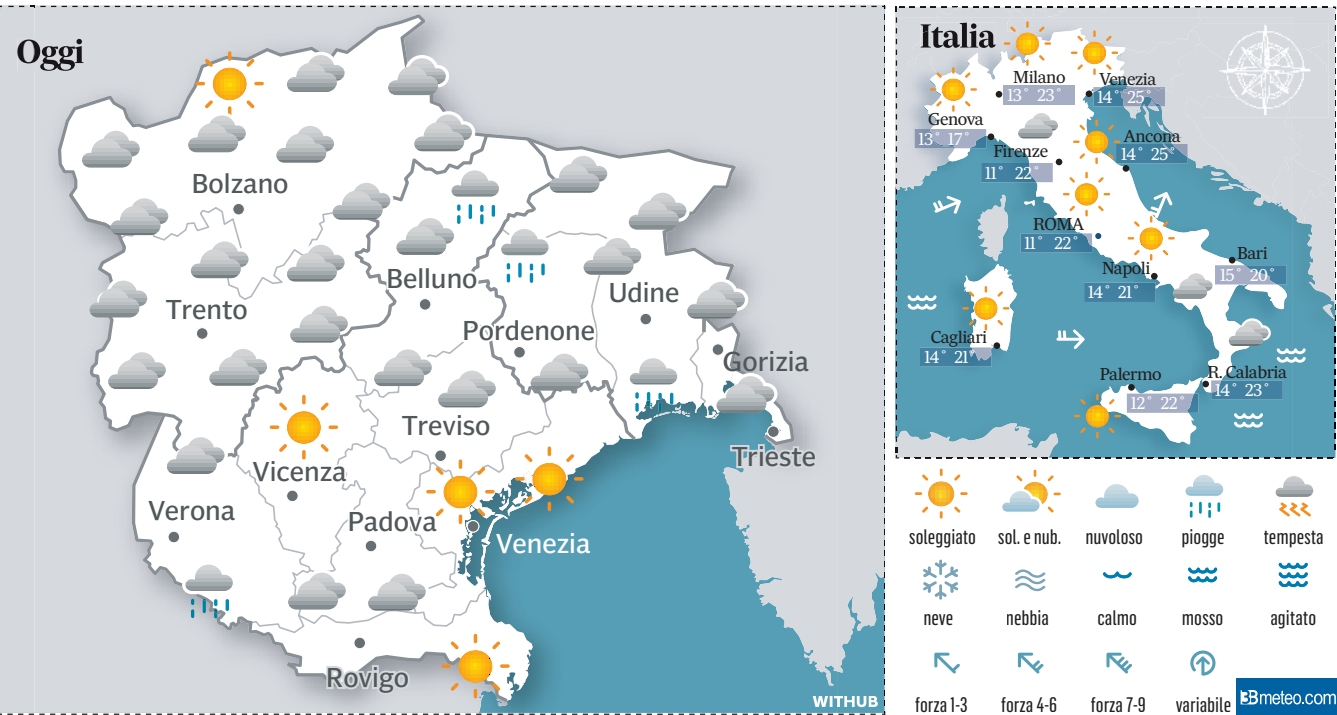 Oggi
Bolzano
Trento
Belluno
Udine
Pordenone
Gorizia
Trieste
Treviso
Vicenza
Verona
Padova
Venezia
Rovigo
WITHUB
Italia
Milano
13° 23°
Venezia
14° 25°
Genova
13° 17°
Firenze
11° 22°
Ancona
14° 25°
ROMA
11° 22°
Napoli
14° 21°
Bari
15° 20°
Cagliari
14° 21°
Palermo
12° 22°
R. Calabria
14° 23°
soleggiato sol. e nub. nuvoloso piogge tempesta
neve nebbia calmo mosso agitato
forza 1-3 forza 4-6 forza 7-9 variabile
3Bmeteo.com